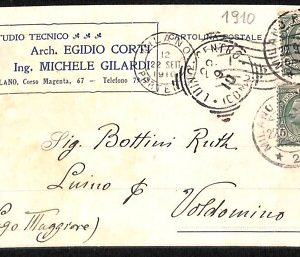 1910
STUDIO TECNICO
CARTOLINA POSTALE
Arch. EGIDIO CORTI
Ing. MICHELE GILARDI
MILANO, Corso Magenta, 67 - Telefono
Sig. Bottini Ruth
Luino &
Voldomino
(Lago Maggiore)